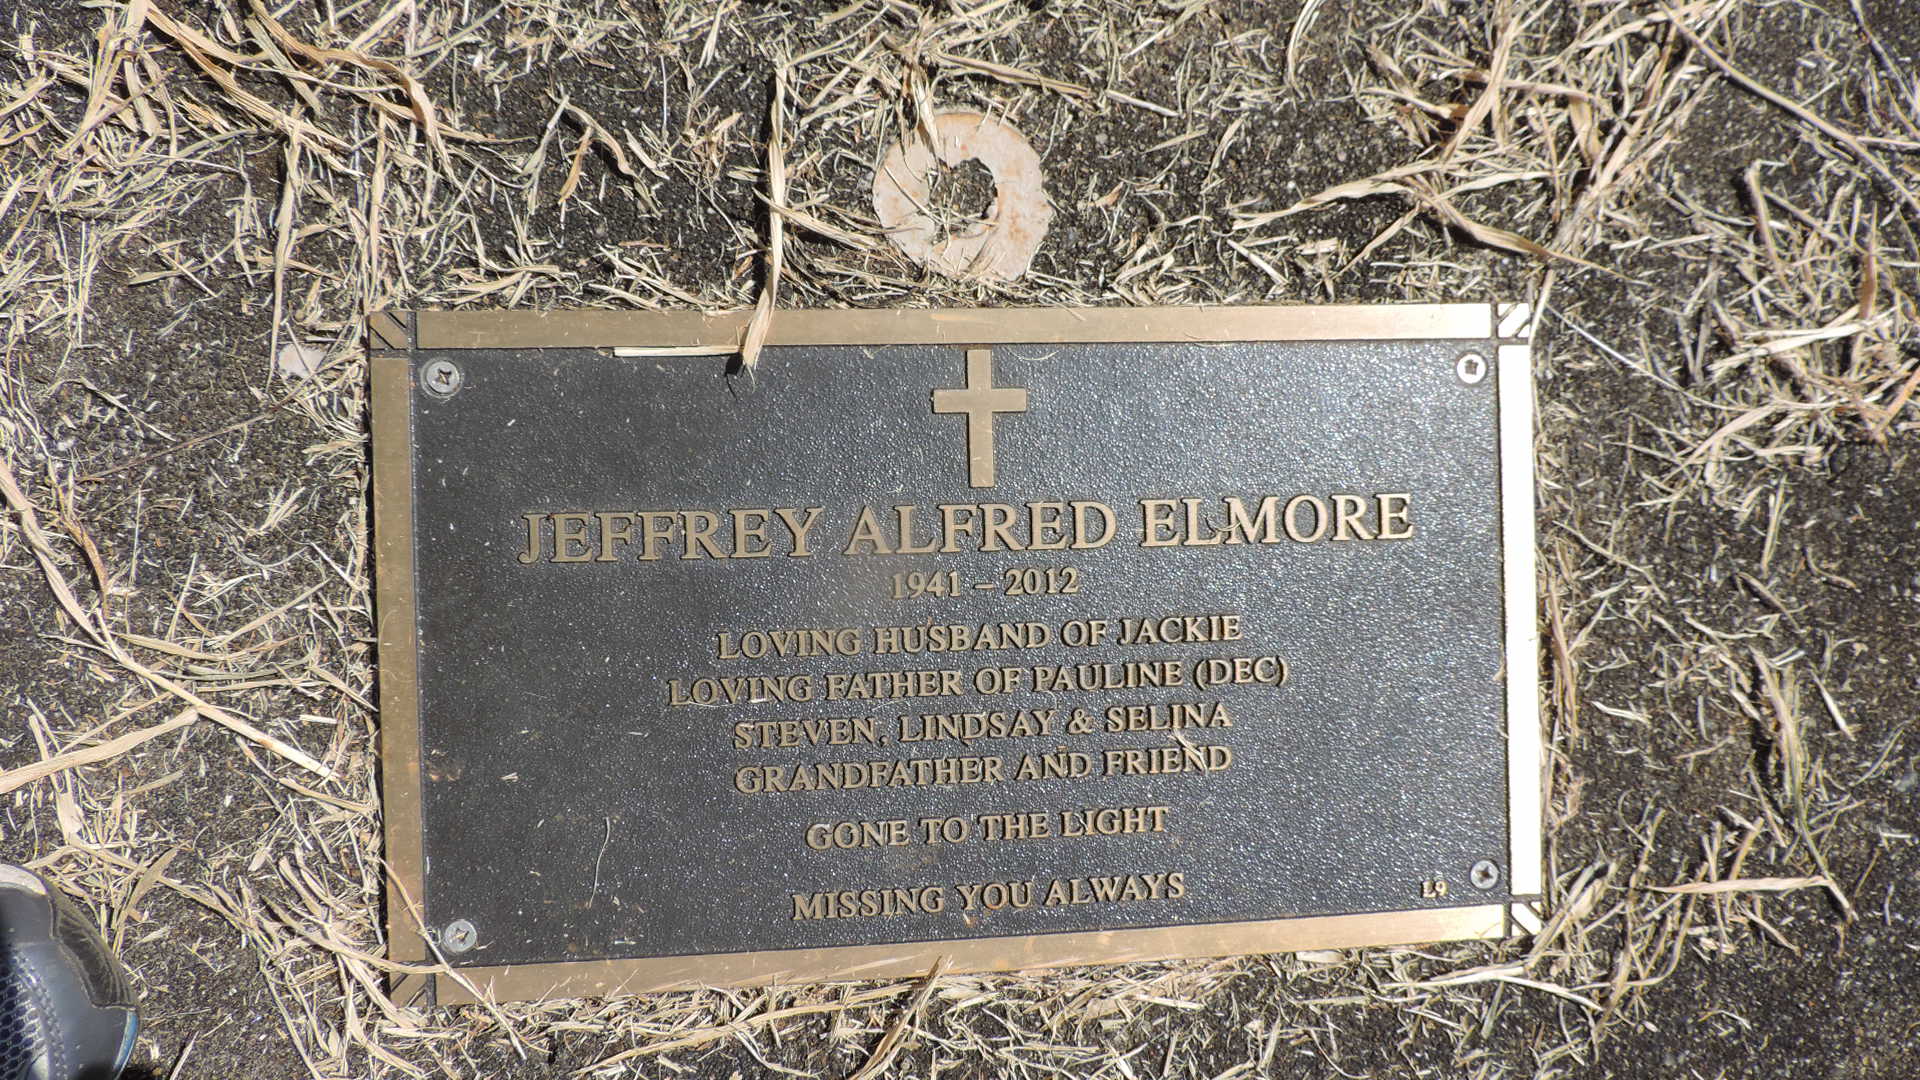 JEFFREY ALFRED ELMORE
1941 – 2012
LOVING HUSBAND OF JACKIE
LOVING FATHER OF PAULINE (DEC)
STEVEN, LINDSAY & SELINA
GRANDFATHER AND FRIEND
GONE TO THE LIGHT
MISSING YOU ALWAYS
L9